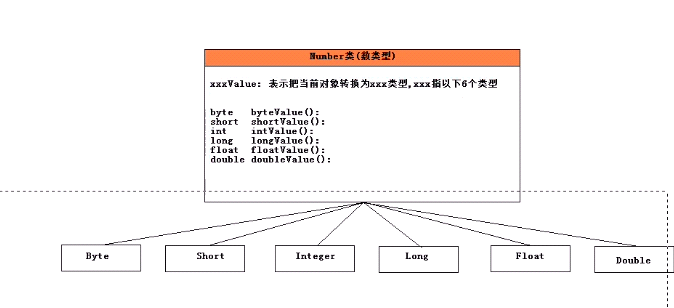 Number类(数类型)
xxxValue: 表示把当前对象转换为xxx类型,xxx指以下6个类型
byte byteValue():
short shortValue():
int intValue():
long longValue():
float floatValue():
double doubleValue():
Byte Short Integer Long Float Double